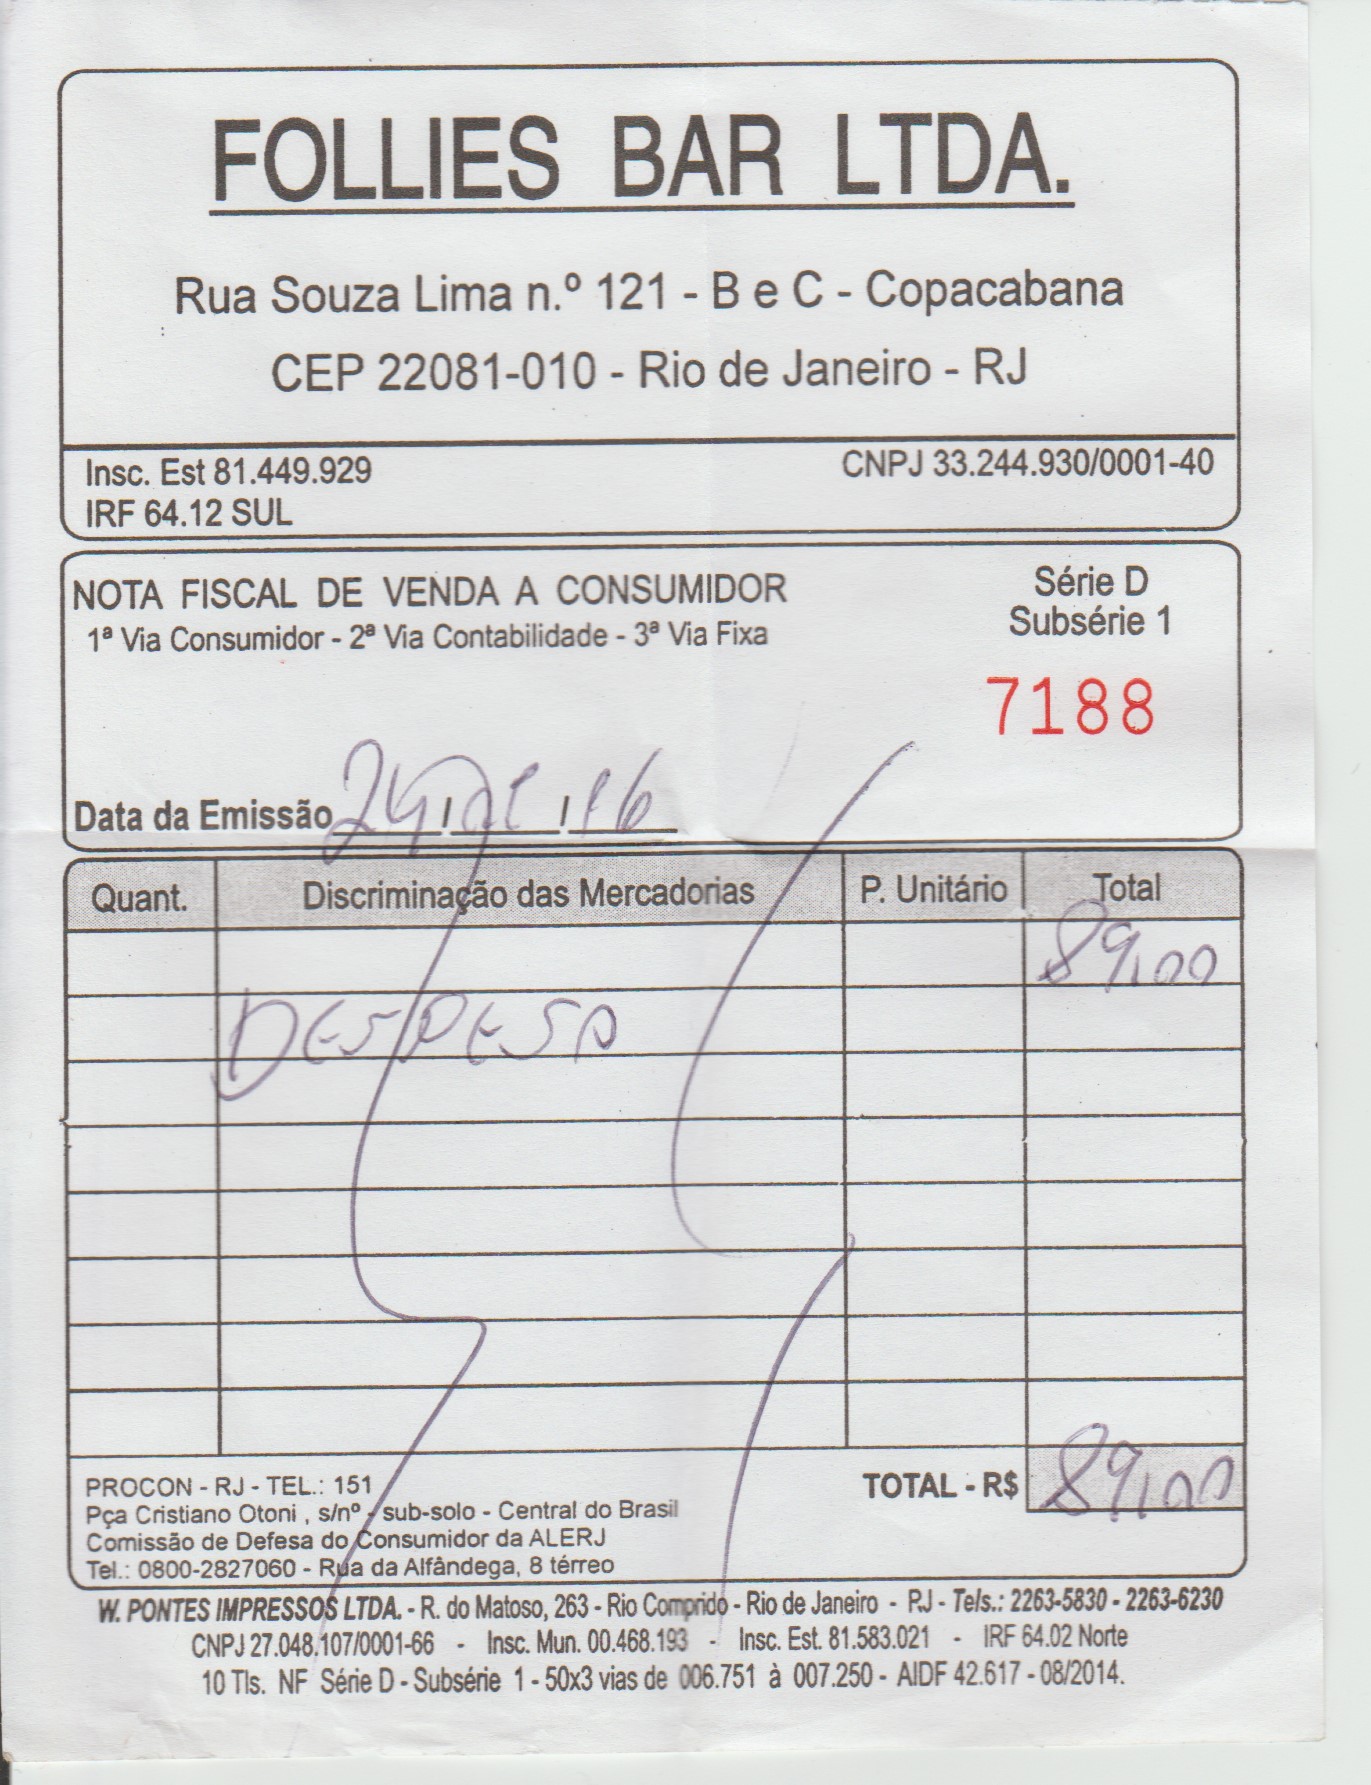 FOLLIES BAR LTDA.
Rua Souza Lima n.º 121 - B e C - Copacabana
CEP 22081-010 - Rio de Janeiro - RJ
Insc. Est 81.449.929
CNPJ 33.244.930/0001-40
IRF 64.12 SUL
NOTA FISCAL DE VENDA A CONSUMIDOR
Série D
1ª Via Consumidor - 2ª Via Contabilidade - 3ª Via Fixa
Subsérie 1
7188
Data da Emissão 24/ /16
Quant. Discriminação das Mercadorias P. Unitário Total
89,00
DESPESA
TOTAL - R$ 89,00
PROCON - RJ - TEL.: 151
Pça Cristiano Otoni , s/nº - sub-solo - Central do Brasil
Comissão de Defesa do Consumidor da ALERJ
Tel.: 0800-2827060 - Rua da Alfândega, 8 térreo
W. PONTES IMPRESSOS LTDA. - R. do Matoso, 263 - Rio Comprido - Rio de Janeiro - RJ - Tels.: 2263-5830 - 2263-6230
CNPJ 27.048.107/0001-66 - Insc. Mun. 00.468.193 - Insc. Est. 81.583.021 - IRF 64.02 Norte
10 Tls. NF Série D - Subsérie 1 - 50x3 vias de 006.751 à 007.250 - AIDF 42.617 - 08/2014.